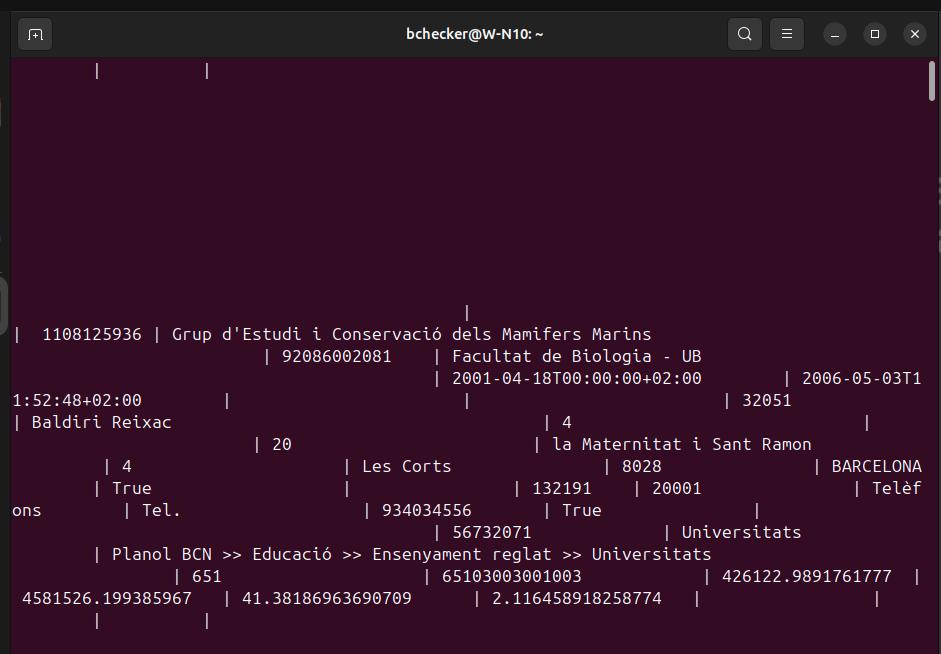 bchecker@W-N10: ~
| |
|
| 1108125936 | Grup d'Estudi i Conservació dels Mamifers Marins
| 92086002081 | Facultat de Biologia - UB
| 2001-04-18T00:00:00+02:00 | 2006-05-03T1
1:52:48+02:00 | | | 32051
| Baldiri Reixac | 4 |
| 20 | la Maternitat i Sant Ramon
| 4 | Les Corts | 8028 | BARCELONA
| True | | 132191 | 20001 | Telèf
ons | Tel. | 934034556 | True |
| 56732071 | Universitats
| Planol BCN >> Educació >> Ensenyament reglat >> Universitats
| 651 | 65103003001003 | 426122.9891761777 |
4581526.199385967 | 41.38186963690709 | 2.116458918258774 | |
| |